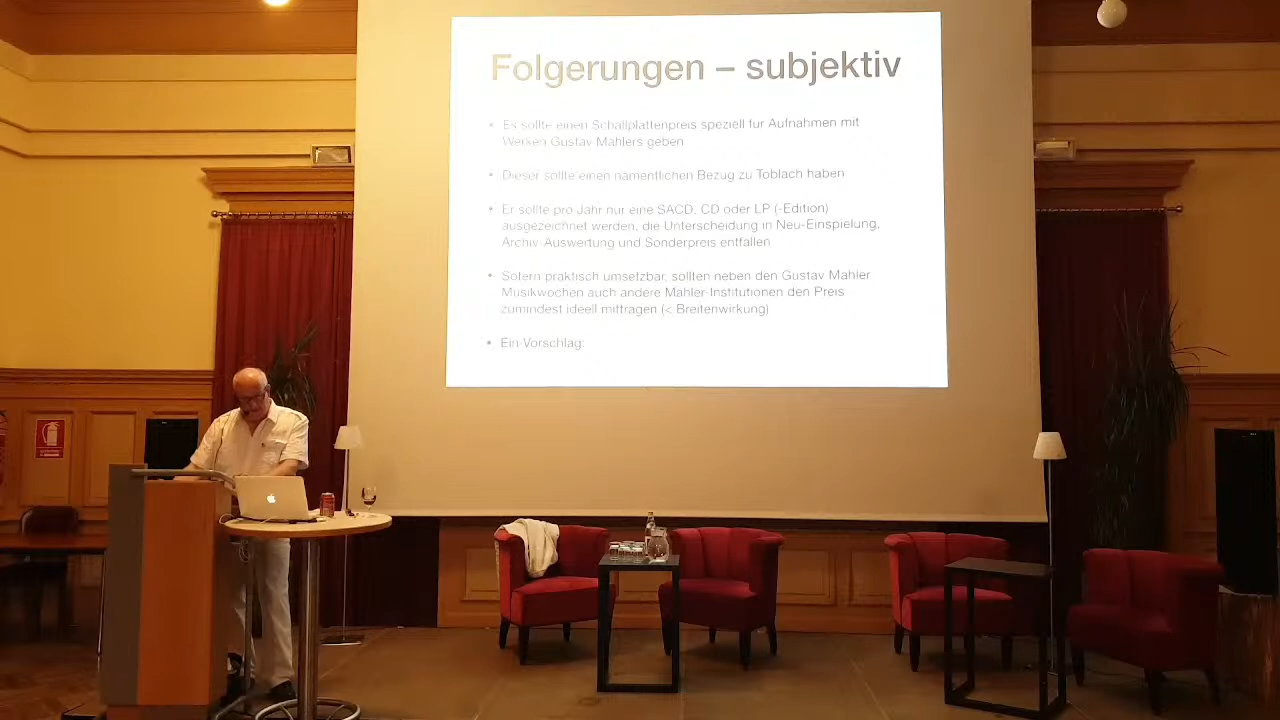 Folgerungen – subjektiv
• Es sollte einen Schallplattenpreis speziell für Aufnahmen mit
Werken Gustav Mahlers geben
• Dieser sollte einen namentlichen Bezug zu Toblach haben
• Er sollte pro Jahr nur eine SACD, CD oder LP (-Edition)
ausgezeichnet werden, die Unterscheidung in Neu-Einspielung,
Archiv-Auswertung und Sonderpreis entfallen
• Sofern praktisch umsetzbar, sollten neben den Gustav Mahler
Musikwochen auch andere Mahler-Institutionen den Preis
zumindest ideell mittragen (< Breitenwirkung)
• Ein Vorschlag: